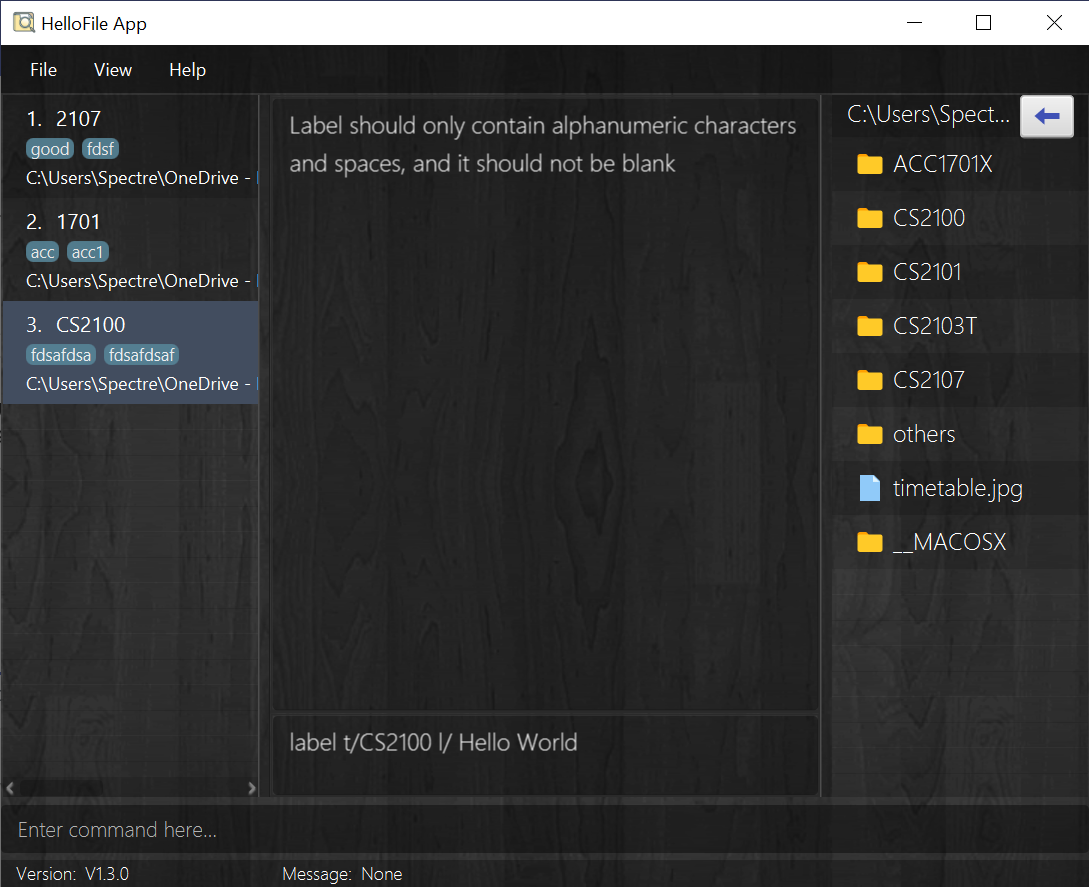 HelloFile App
File View Help
1. 2107
good fdsf
C:\Users\Spectre\OneDrive -
2. 1701
acc acc1
C:\Users\Spectre\OneDrive -
3. CS2100
fdsafdsa fdsafdsaf
C:\Users\Spectre\OneDrive -
Label should only contain alphanumeric characters
and spaces, and it should not be blank
label t/CS2100 l/ Hello World
C:\Users\Spect...
ACC1701X
CS2100
CS2101
CS2103T
CS2107
others
timetable.jpg
__MACOSX
Enter command here...
Version: V1.3.0
Message: None